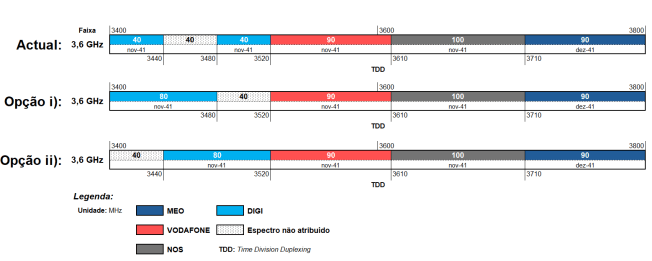 Faixa 3400 3600 3800
Actual: 3,6 GHz 40 40 40 90 100 90
nov-41 nov-41 nov-41 nov-41 dez-41
3440 3480 3520 3610 3710
TDD
3400 3600 3800
Opção i): 3,6 GHz 80 40 90 100 90
nov-41 nov-41 nov-41 dez-41
3480 3520 3610 3710
TDD
3400 3600 3800
Opção ii): 3,6 GHz 40 80 90 100 90
nov-41 nov-41 nov-41 dez-41
3440 3520 3610 3710
TDD
Legenda:
Unidade: MHz MEO DIGI
VODAFONE Espectro não atribuido
NOS TDD: Time Division Duplexing